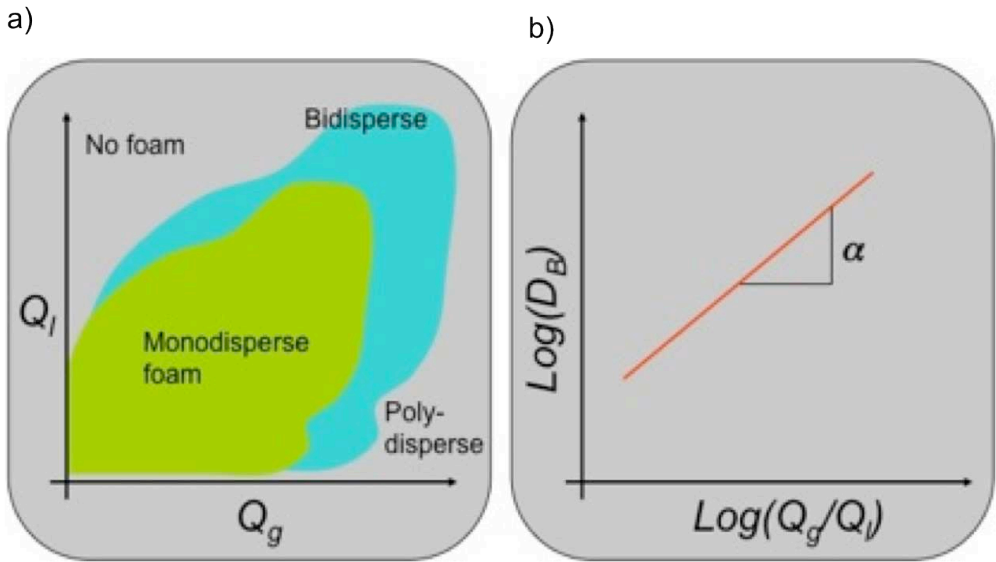 a)
b)
No foam
Bidisperse
Monodisperse
foam
Poly-
disperse
Q_l
Q_g
Log(D_B)
α
Log(Q_g/Q_l)